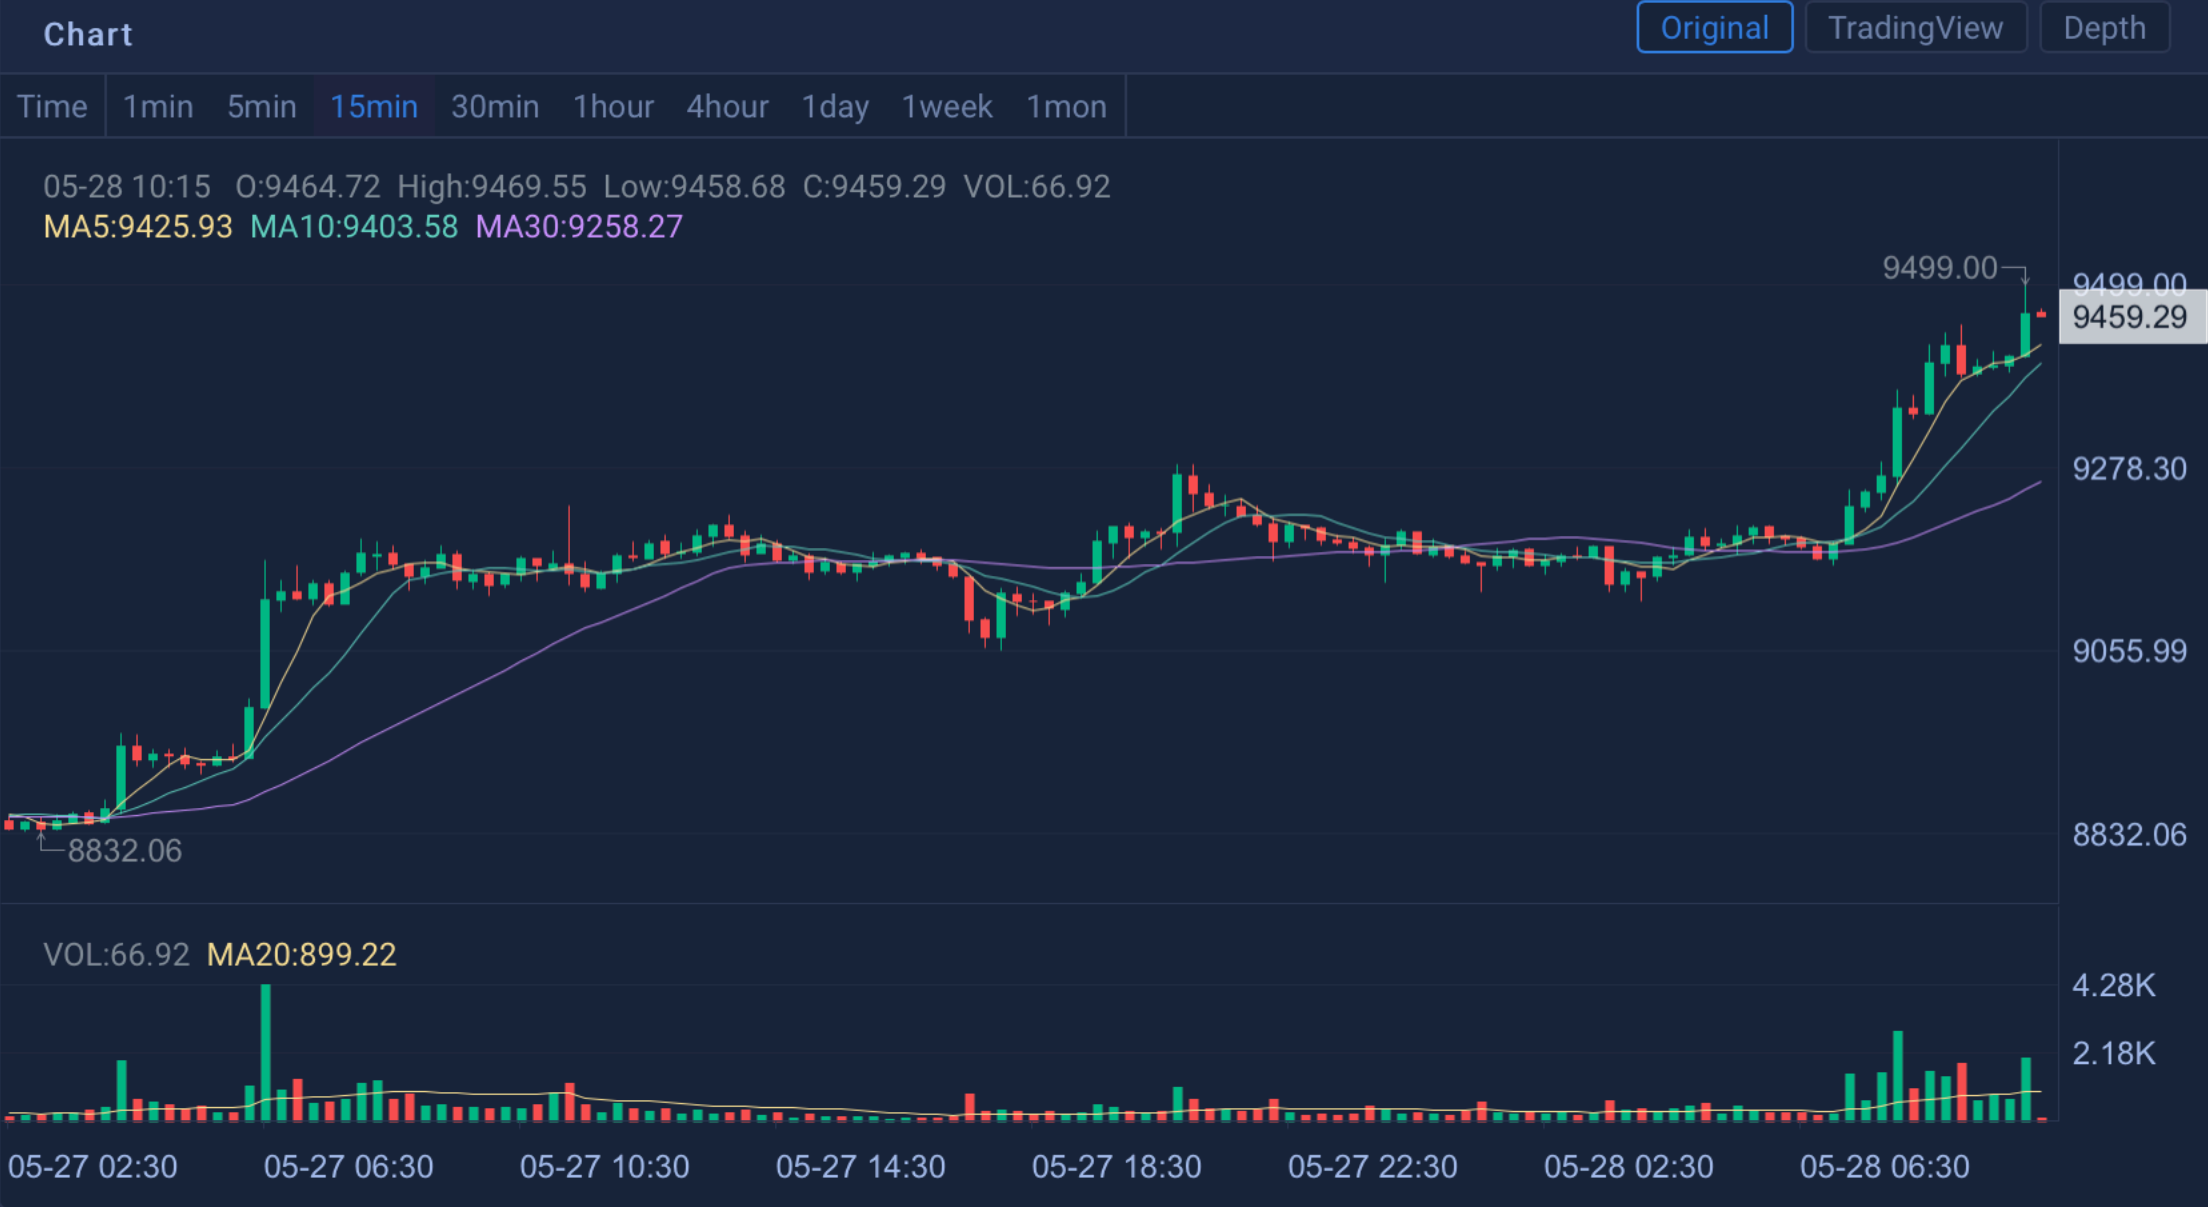 Chart Original TradingView Depth
Time 1min 5min 15min 30min 1hour 4hour 1day 1week 1mon
05-28 10:15 O:9464.72 High:9469.55 Low:9458.68 C:9459.29 VOL:66.92
MA5:9425.93 MA10:9403.58 MA30:9258.27
9499.00
9499.00
9459.29
9278.30
9055.99
8832.06
8832.06
VOL:66.92 MA20:899.22
4.28K
2.18K
05-27 02:30 05-27 06:30 05-27 10:30 05-27 14:30 05-27 18:30 05-27 22:30 05-28 02:30 05-28 06:30